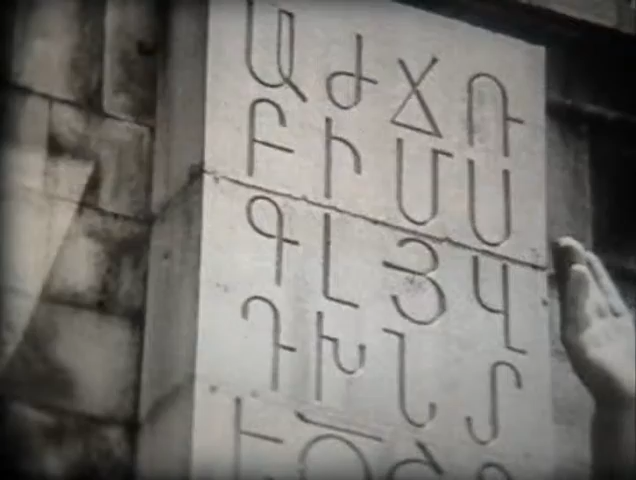 Ա Ժ Ճ Ռ
Բ Ի Մ Ս
Գ Լ Յ Վ
Դ Խ Ն Տ